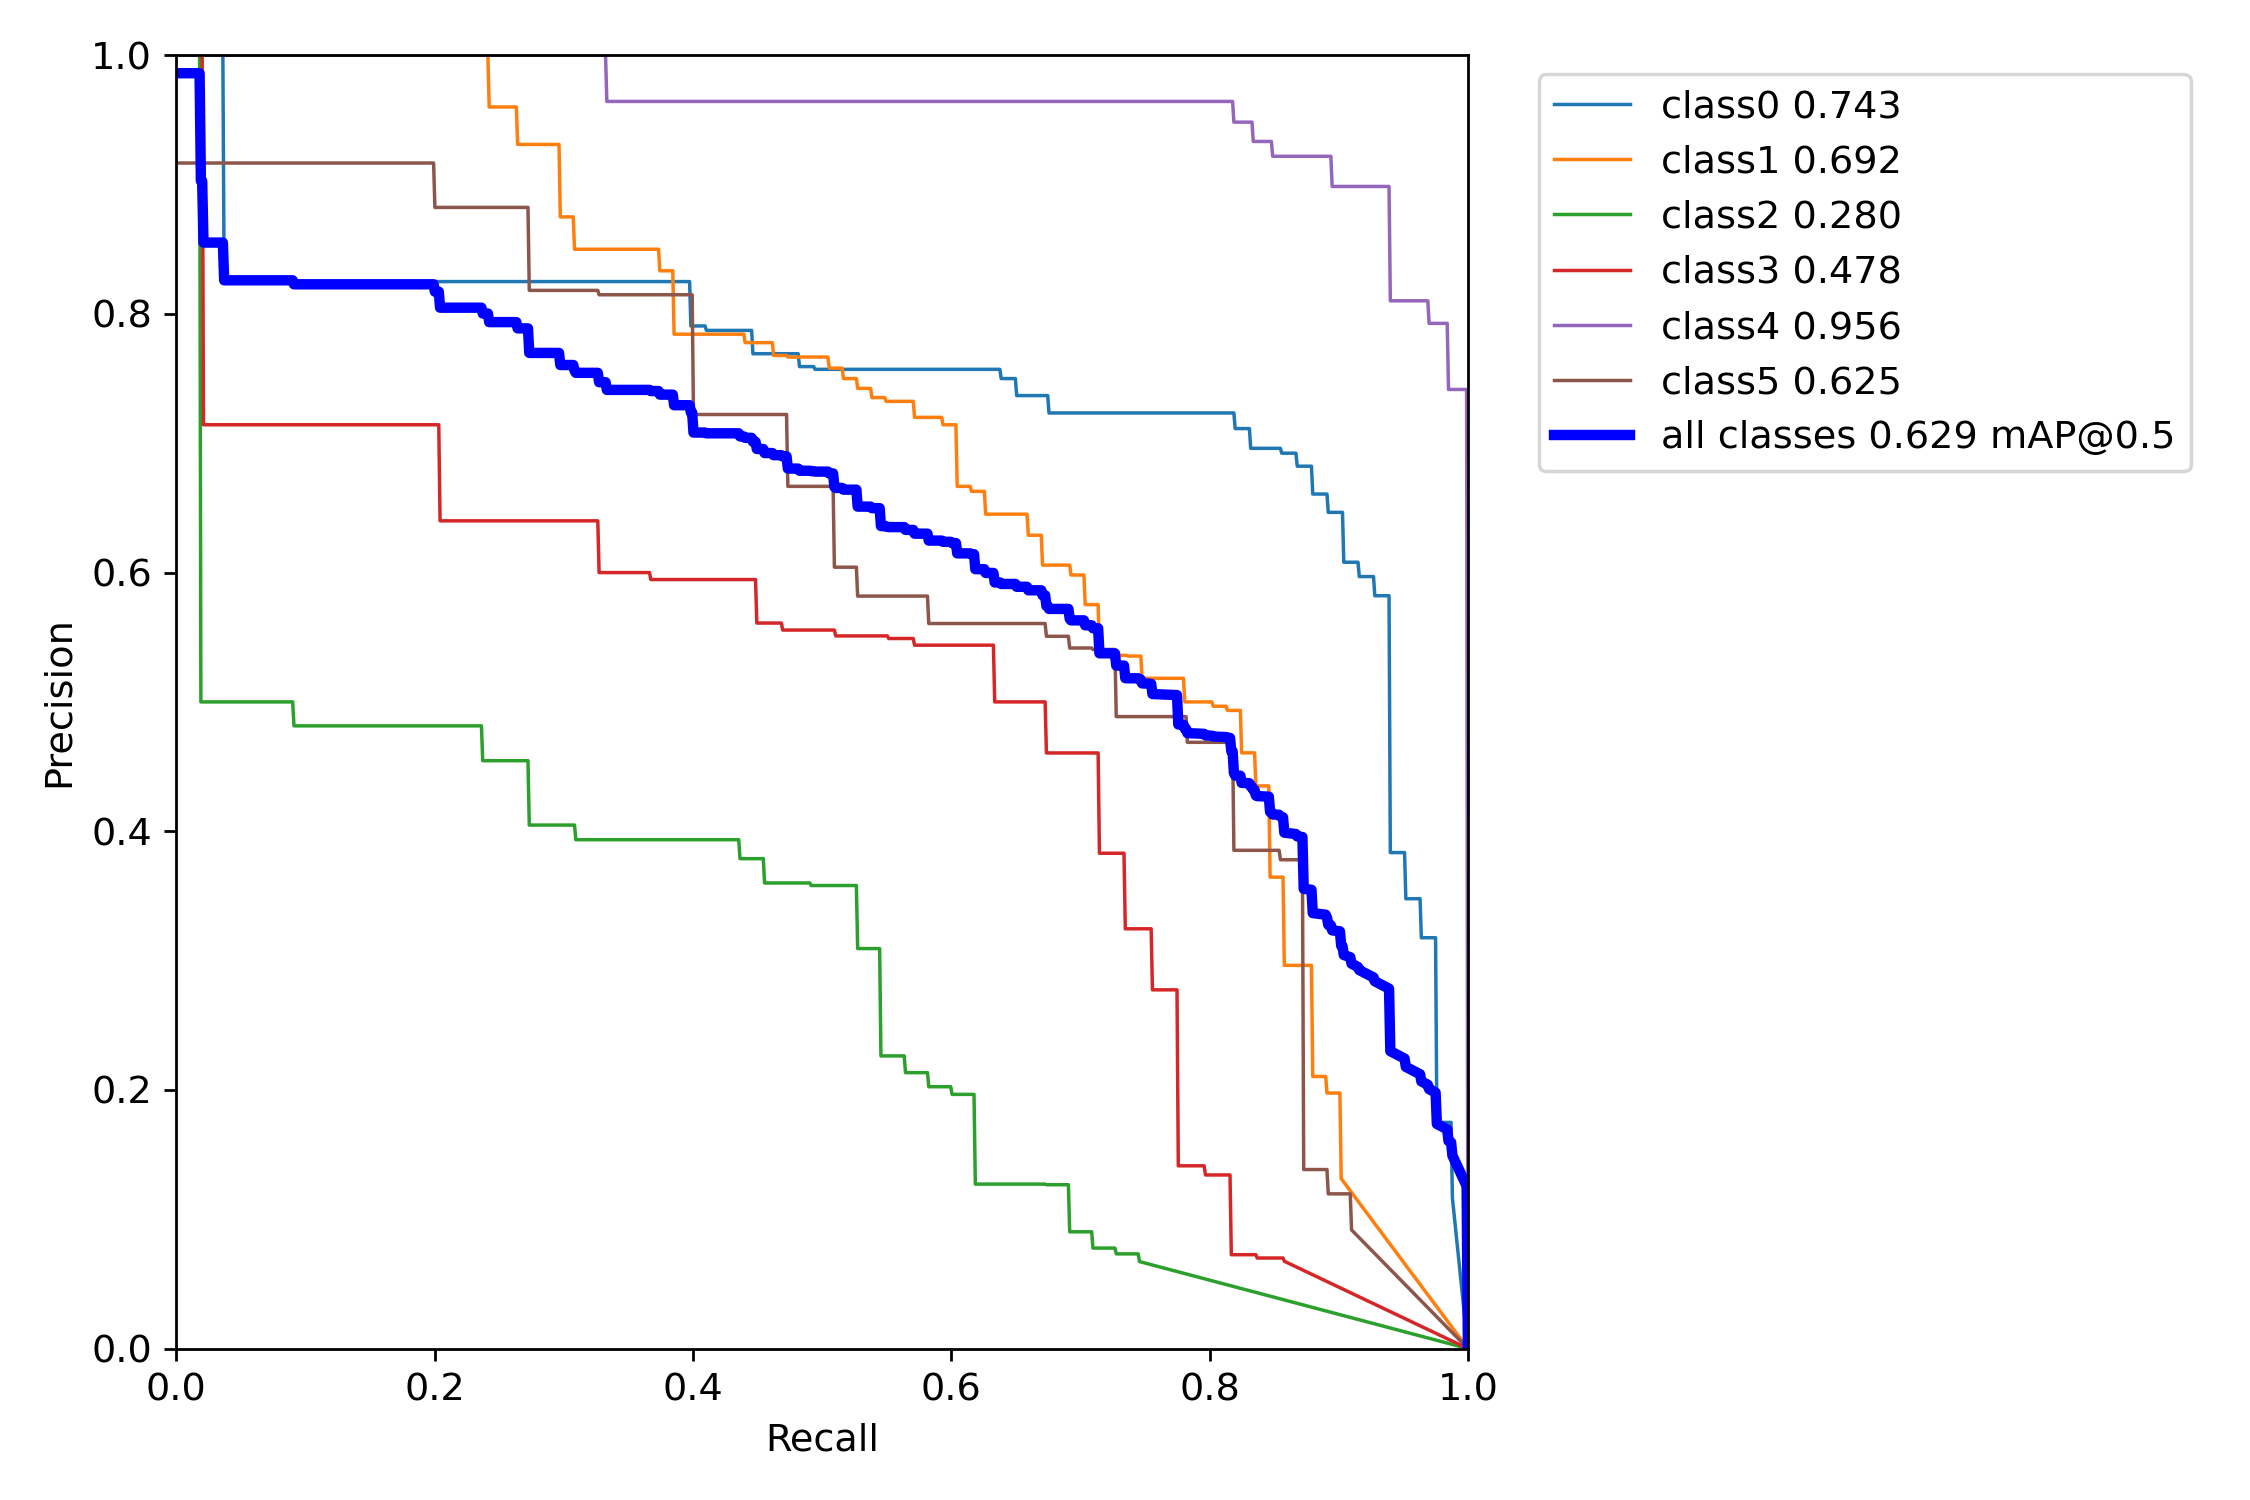 1.0
0.8
0.6
0.4
0.2
0.0
Precision
0.0 0.2 0.4 0.6 0.8 1.0
Recall
class0 0.743
class1 0.692
class2 0.280
class3 0.478
class4 0.956
class5 0.625
all classes 0.629 mAP@0.5